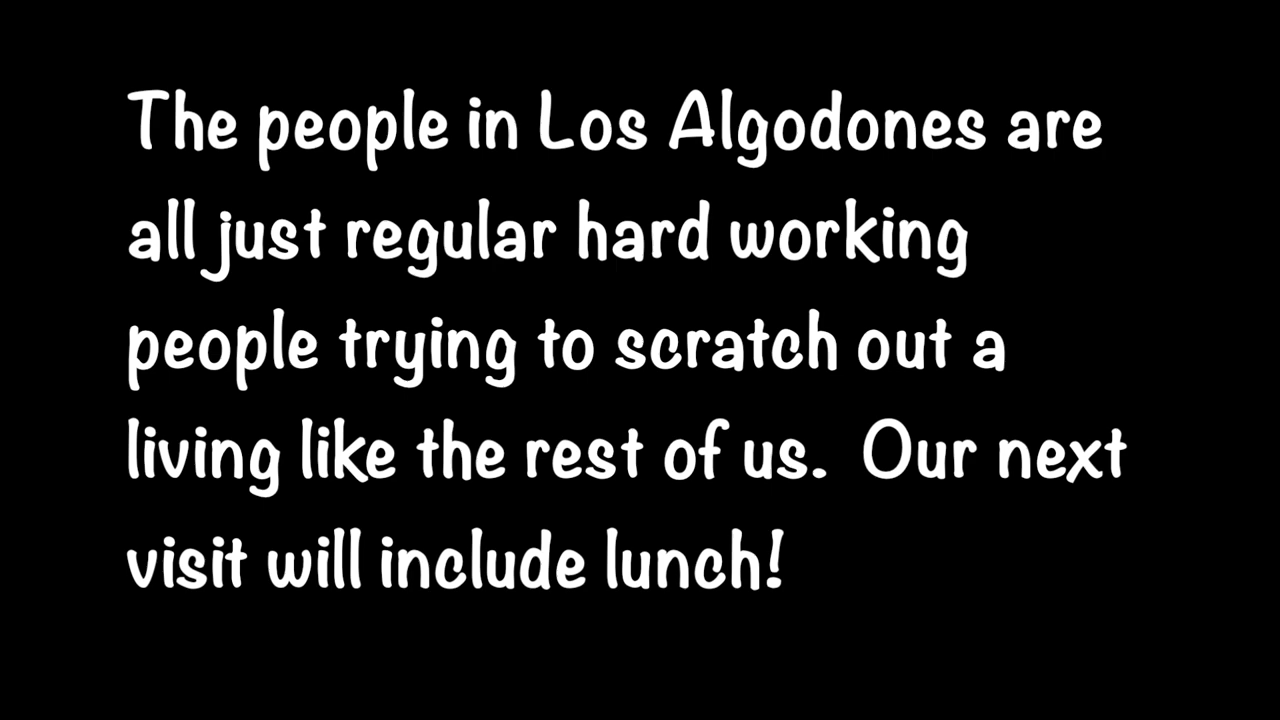 The people in Los Algodones are
all just regular hard working
people trying to scratch out a
living like the rest of us.  Our next
visit will include lunch!